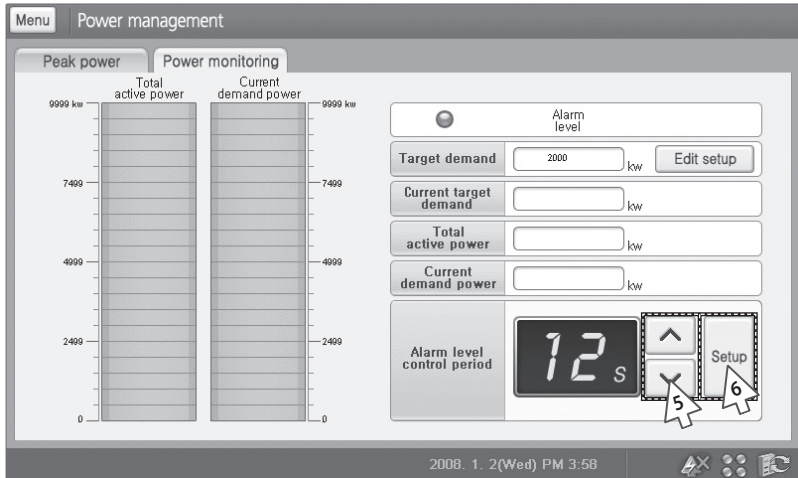 Menu Power management
Peak power Power monitoring
Total
active power
Current
demand power
9999 kw
7499
4999
2499
0
9999 kw
7499
4999
2499
0
Alarm
level
Target demand 2000 kw Edit setup
Current target
demand
kw
Total
active power
kw
Current
demand power
kw
Alarm level
control period
12 s
Setup
5
6
2008. 1. 2(Wed) PM 3:58